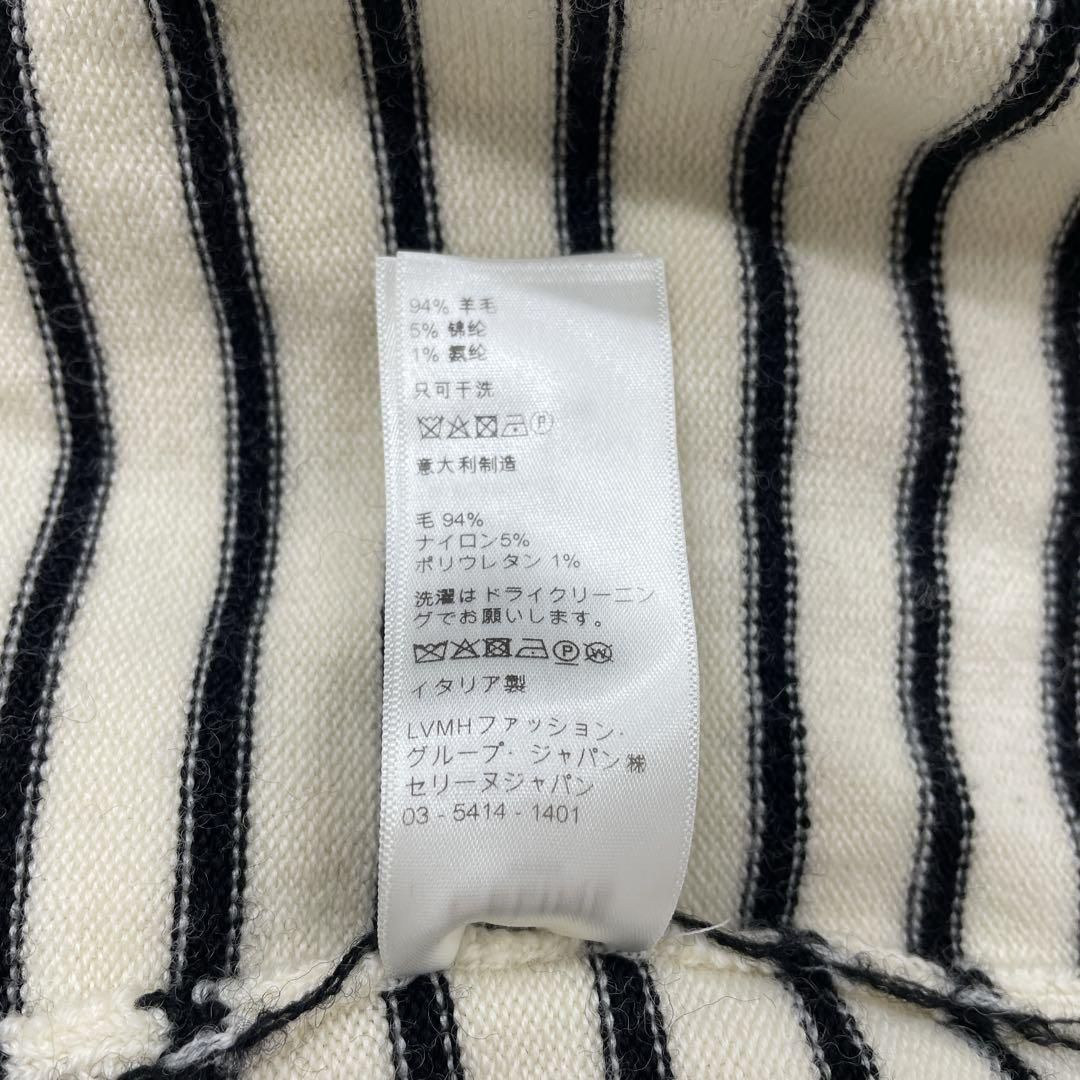 94% 羊毛
5% 锦纶
1% 氨纶
只可干洗
P
意大利制造
毛 94%
ナイロン5%
ポリウレタン 1%
洗濯はドライクリーニン
グでお願いします。
P W
イタリア製
LVMHファッション・
グループ・ジャパン㈱
セリーヌジャパン
03 - 5414 - 1401